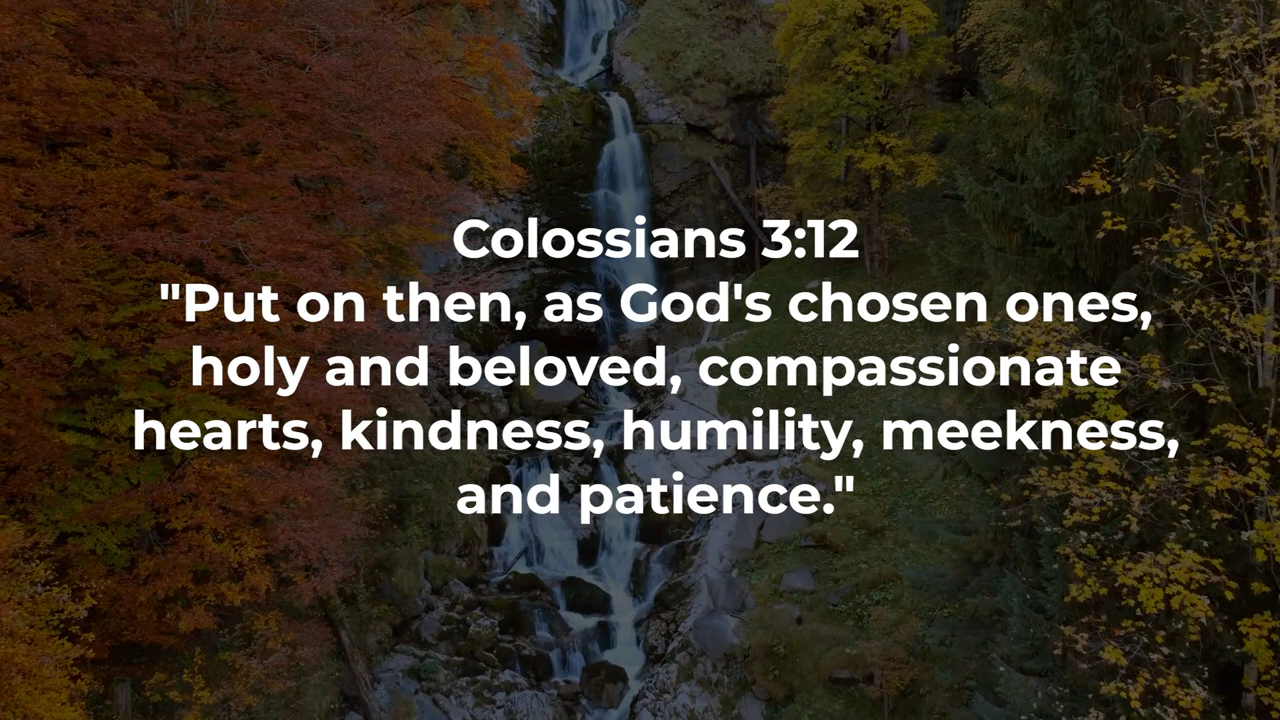 Colossians 3:12
"Put on then, as God's chosen ones,
holy and beloved, compassionate
hearts, kindness, humility, meekness,
and patience."